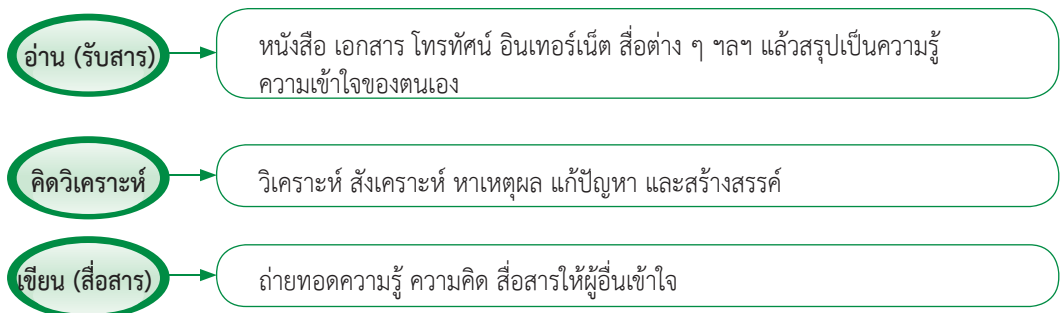 อ่าน (รับสาร)
หนังสือ เอกสาร โทรทัศน์ อินเทอร์เน็ต สื่อต่าง ๆ ฯลฯ แล้วสรุปเป็นความรู้
ความเข้าใจของตนเอง
คิดวิเคราะห์
วิเคราะห์ สังเคราะห์ หาเหตุผล แก้ปัญหา และสร้างสรรค์
เขียน (สื่อสาร)
ถ่ายทอดความรู้ ความคิด สื่อสารให้ผู้อื่นเข้าใจ